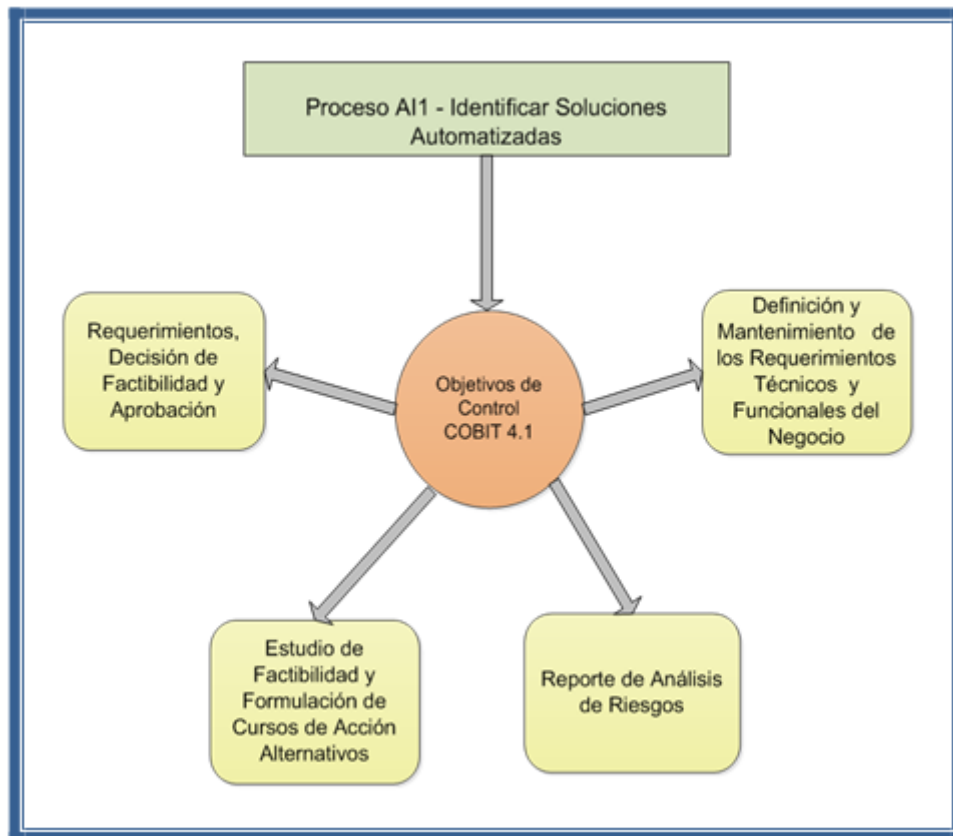 Proceso AI1 - Identificar Soluciones
Automatizadas
Requerimientos,
Decisión de
Factibilidad y
Aprobación
Objetivos de
Control
COBIT 4.1
Definición y
Mantenimiento de
los Requerimientos
Técnicos y
Funcionales del
Negocio
Estudio de
Factibilidad y
Formulación de
Cursos de Acción
Alternativos
Reporte de Análisis
de Riesgos